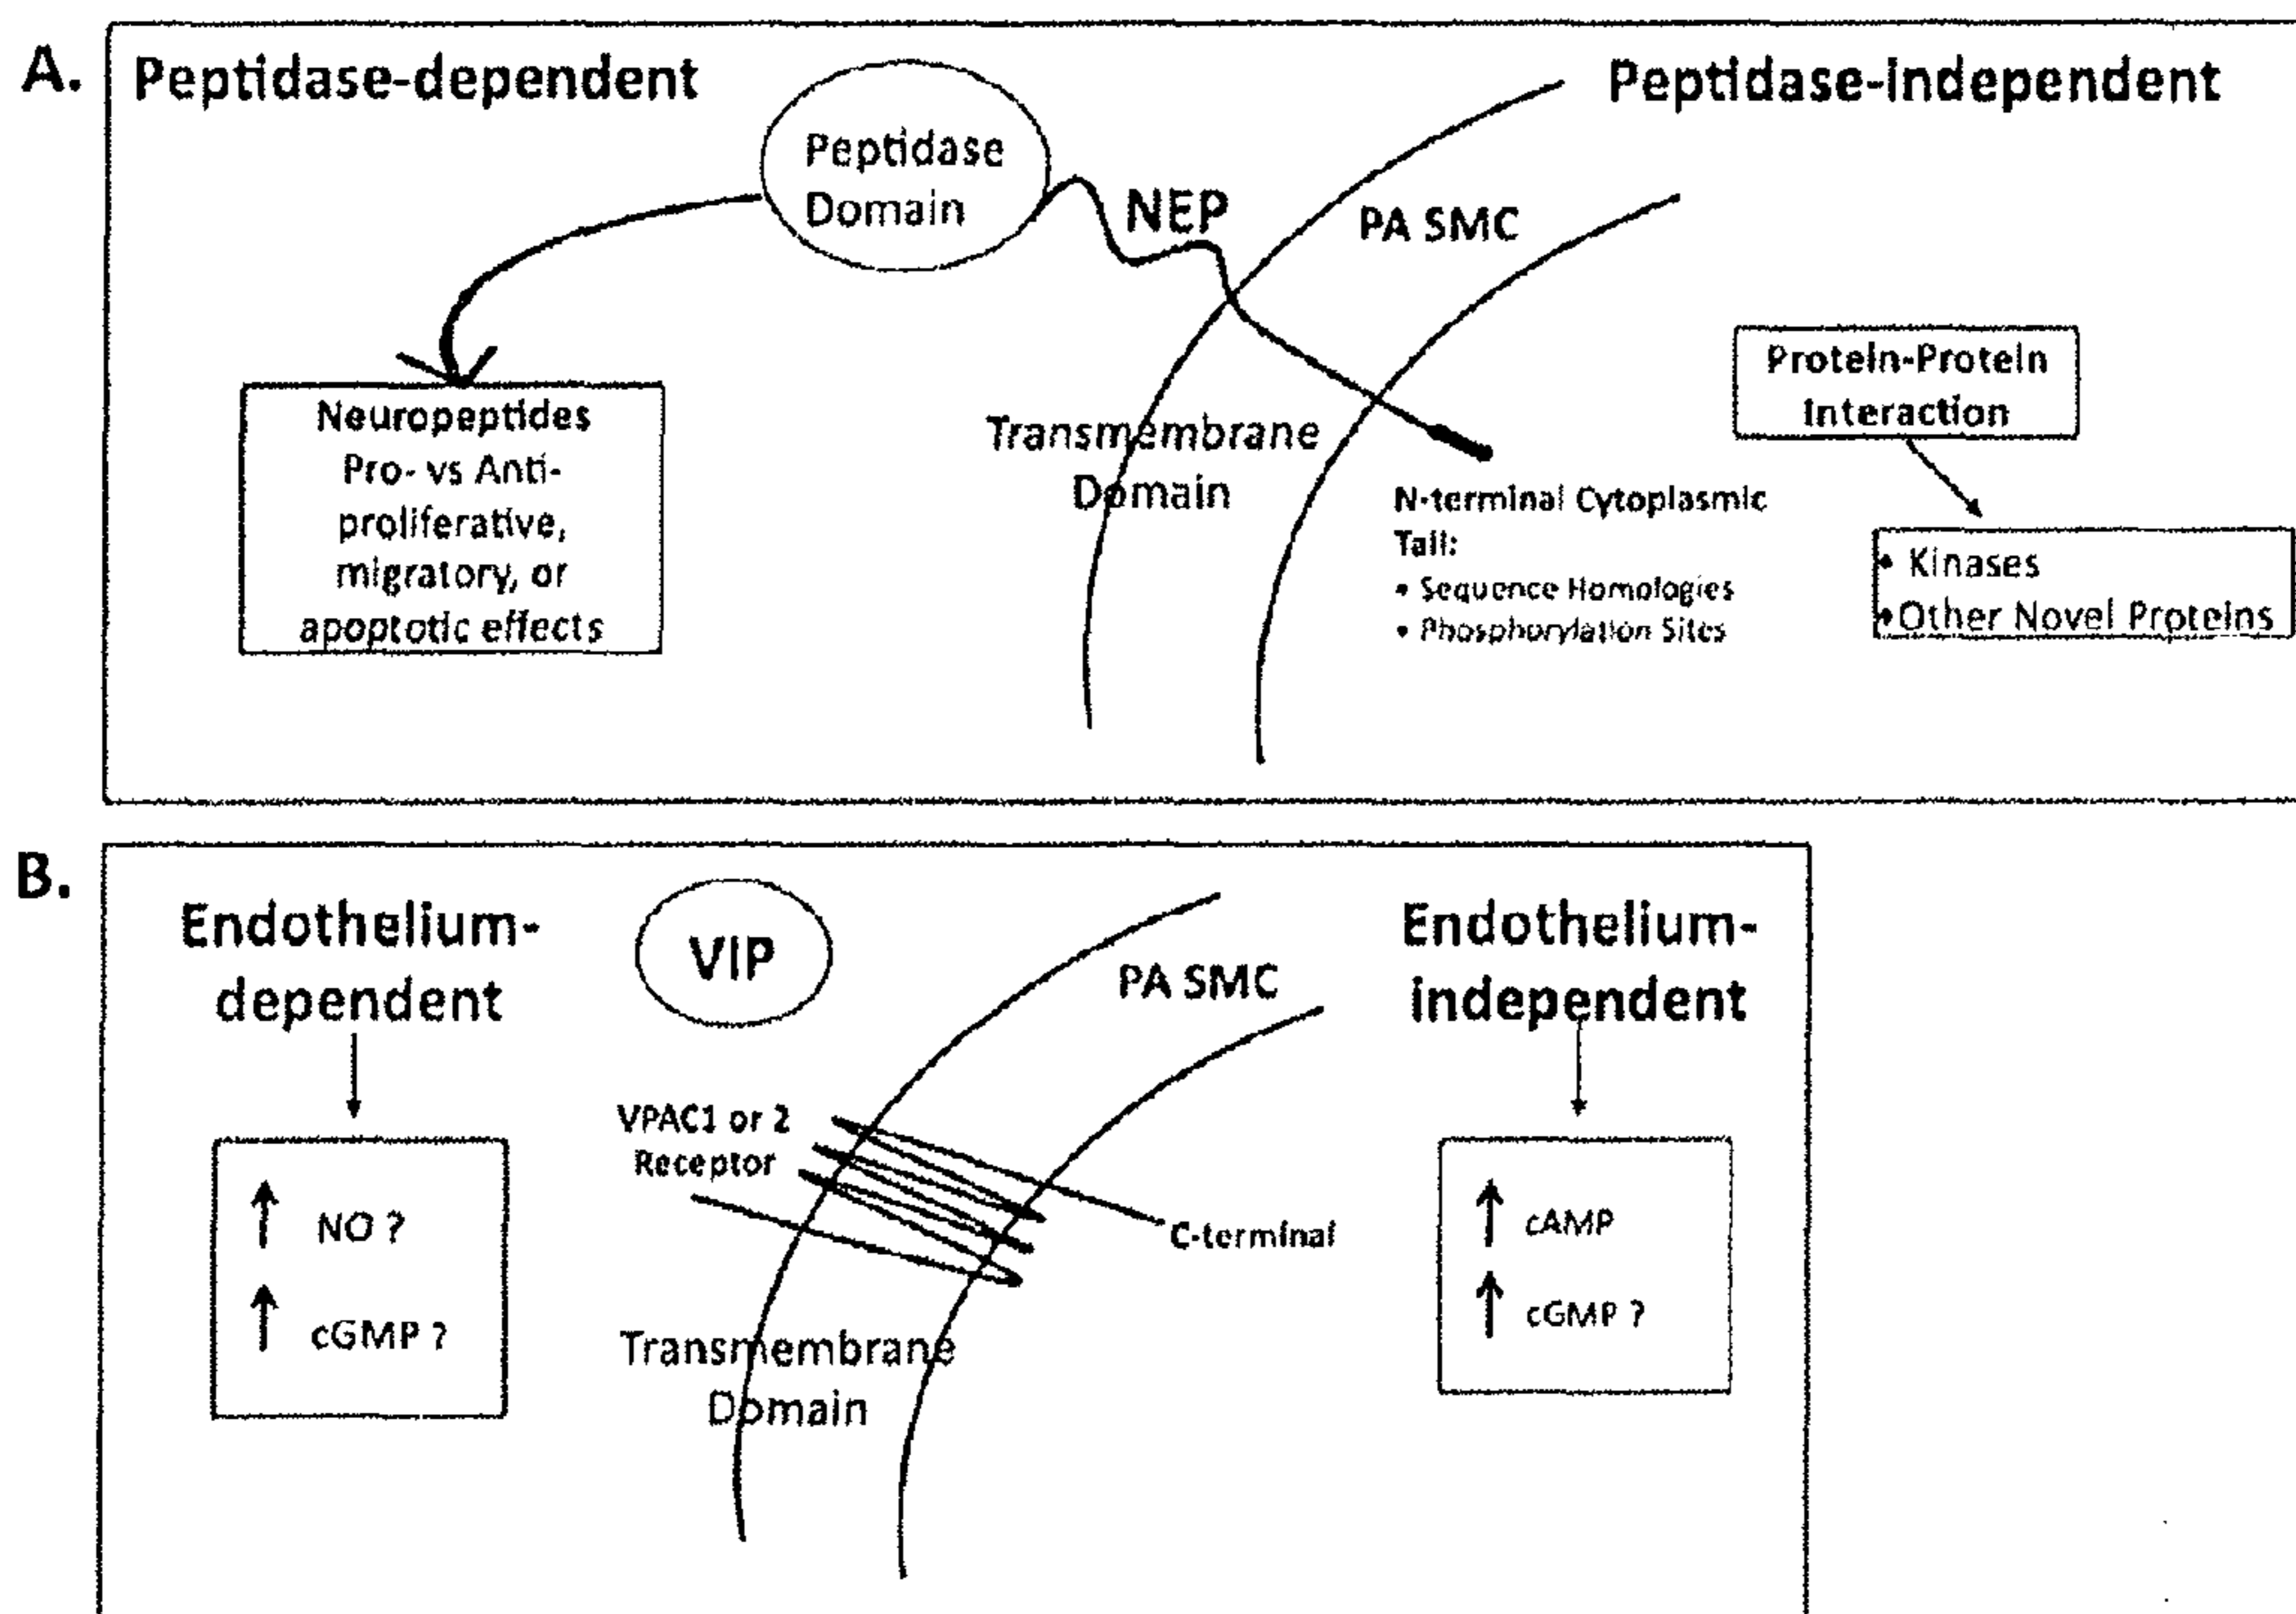 A.
Peptidase-dependent
Peptidase-independent
Peptidase
Domain
NEP
PA SMC
Neuropeptides
Pro- vs Anti-
proliferative,
migratory, or
apoptotic effects
Transmembrane
Domain
N-terminal Cytoplasmic
Tail:
• Sequence Homologies
• Phosphorylation Sites
Protein-Protein
Interaction
• Kinases
• Other Novel Proteins
B.
Endothelium-
dependent
VIP
PA SMC
Endothelium-
independent
↑ NO ?
↑ cGMP ?
VPAC1 or 2
Receptor
C-terminal
Transmembrane
Domain
↑ cAMP
↑ cGMP ?